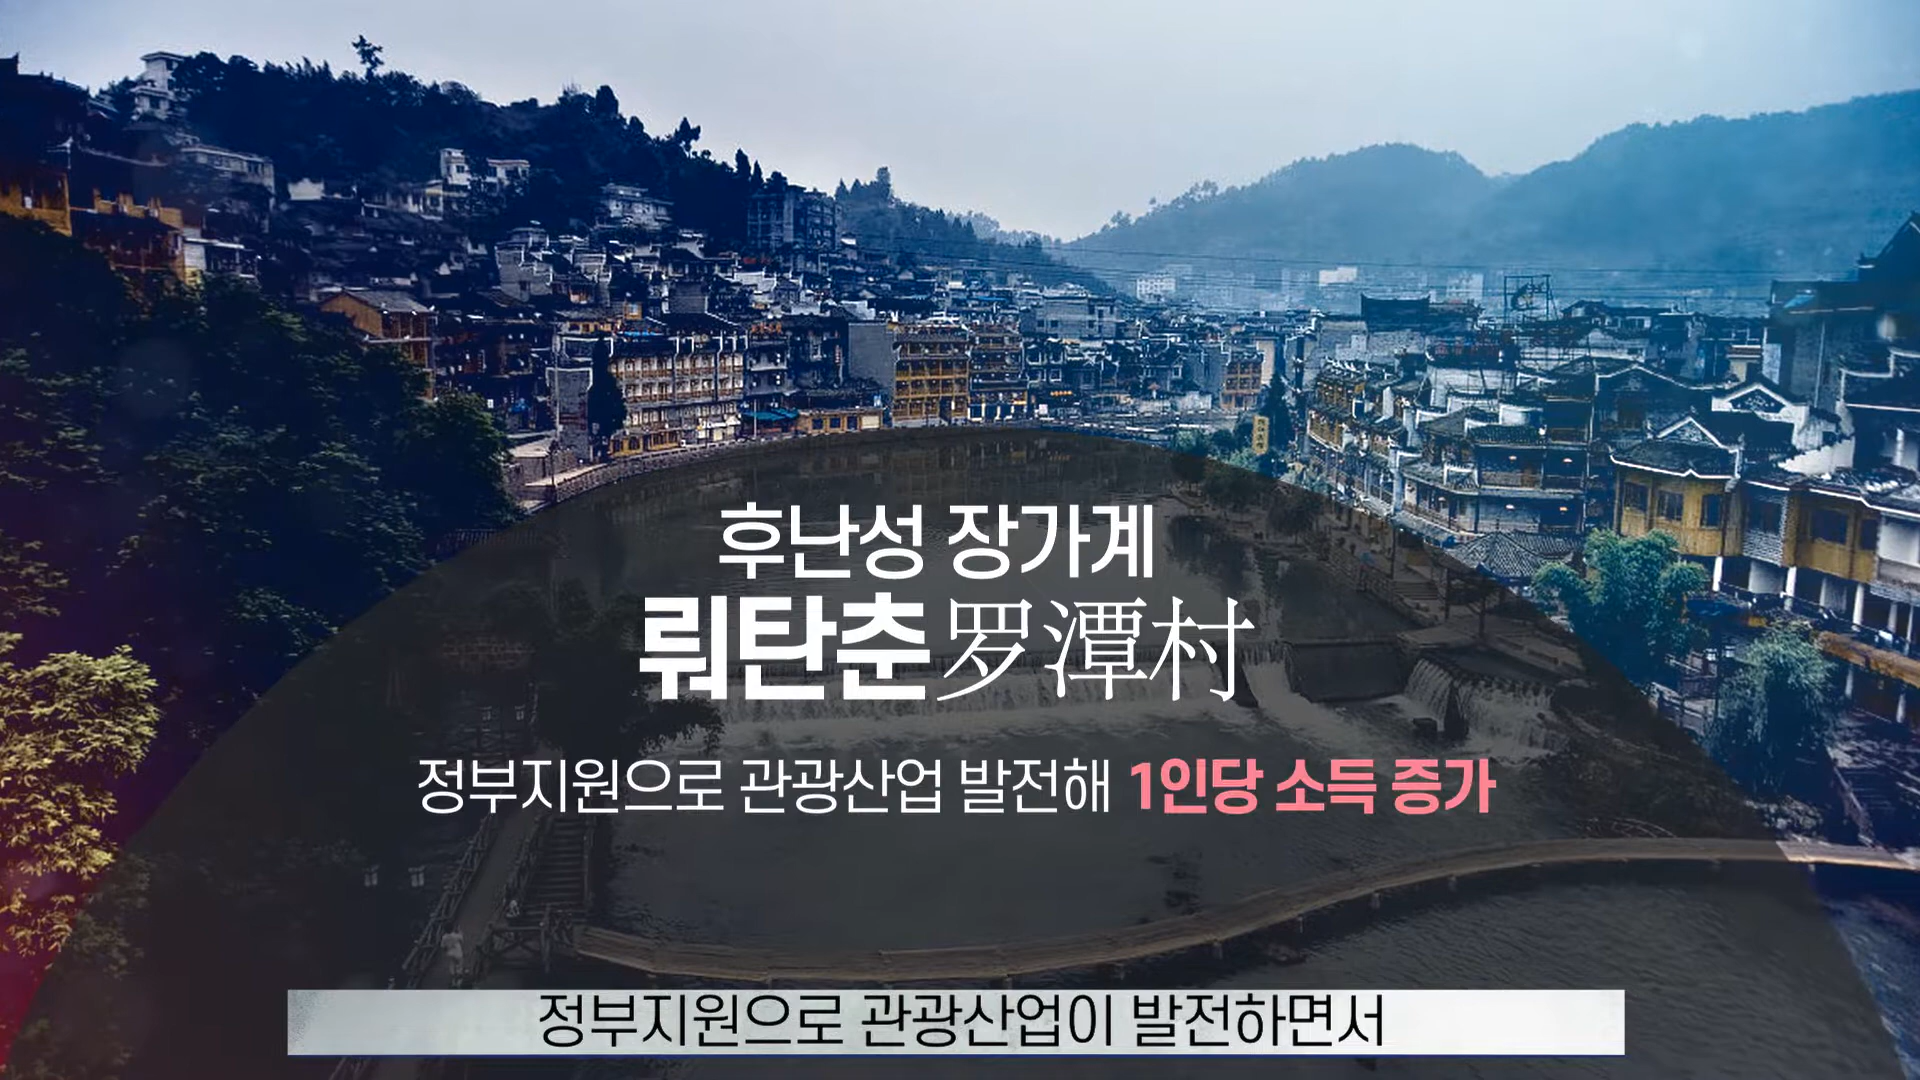 후난성 장가계
뤄탄춘罗潭村
정부지원으로 관광산업 발전해 1인당 소득 증가
정부지원으로 관광산업이 발전하면서